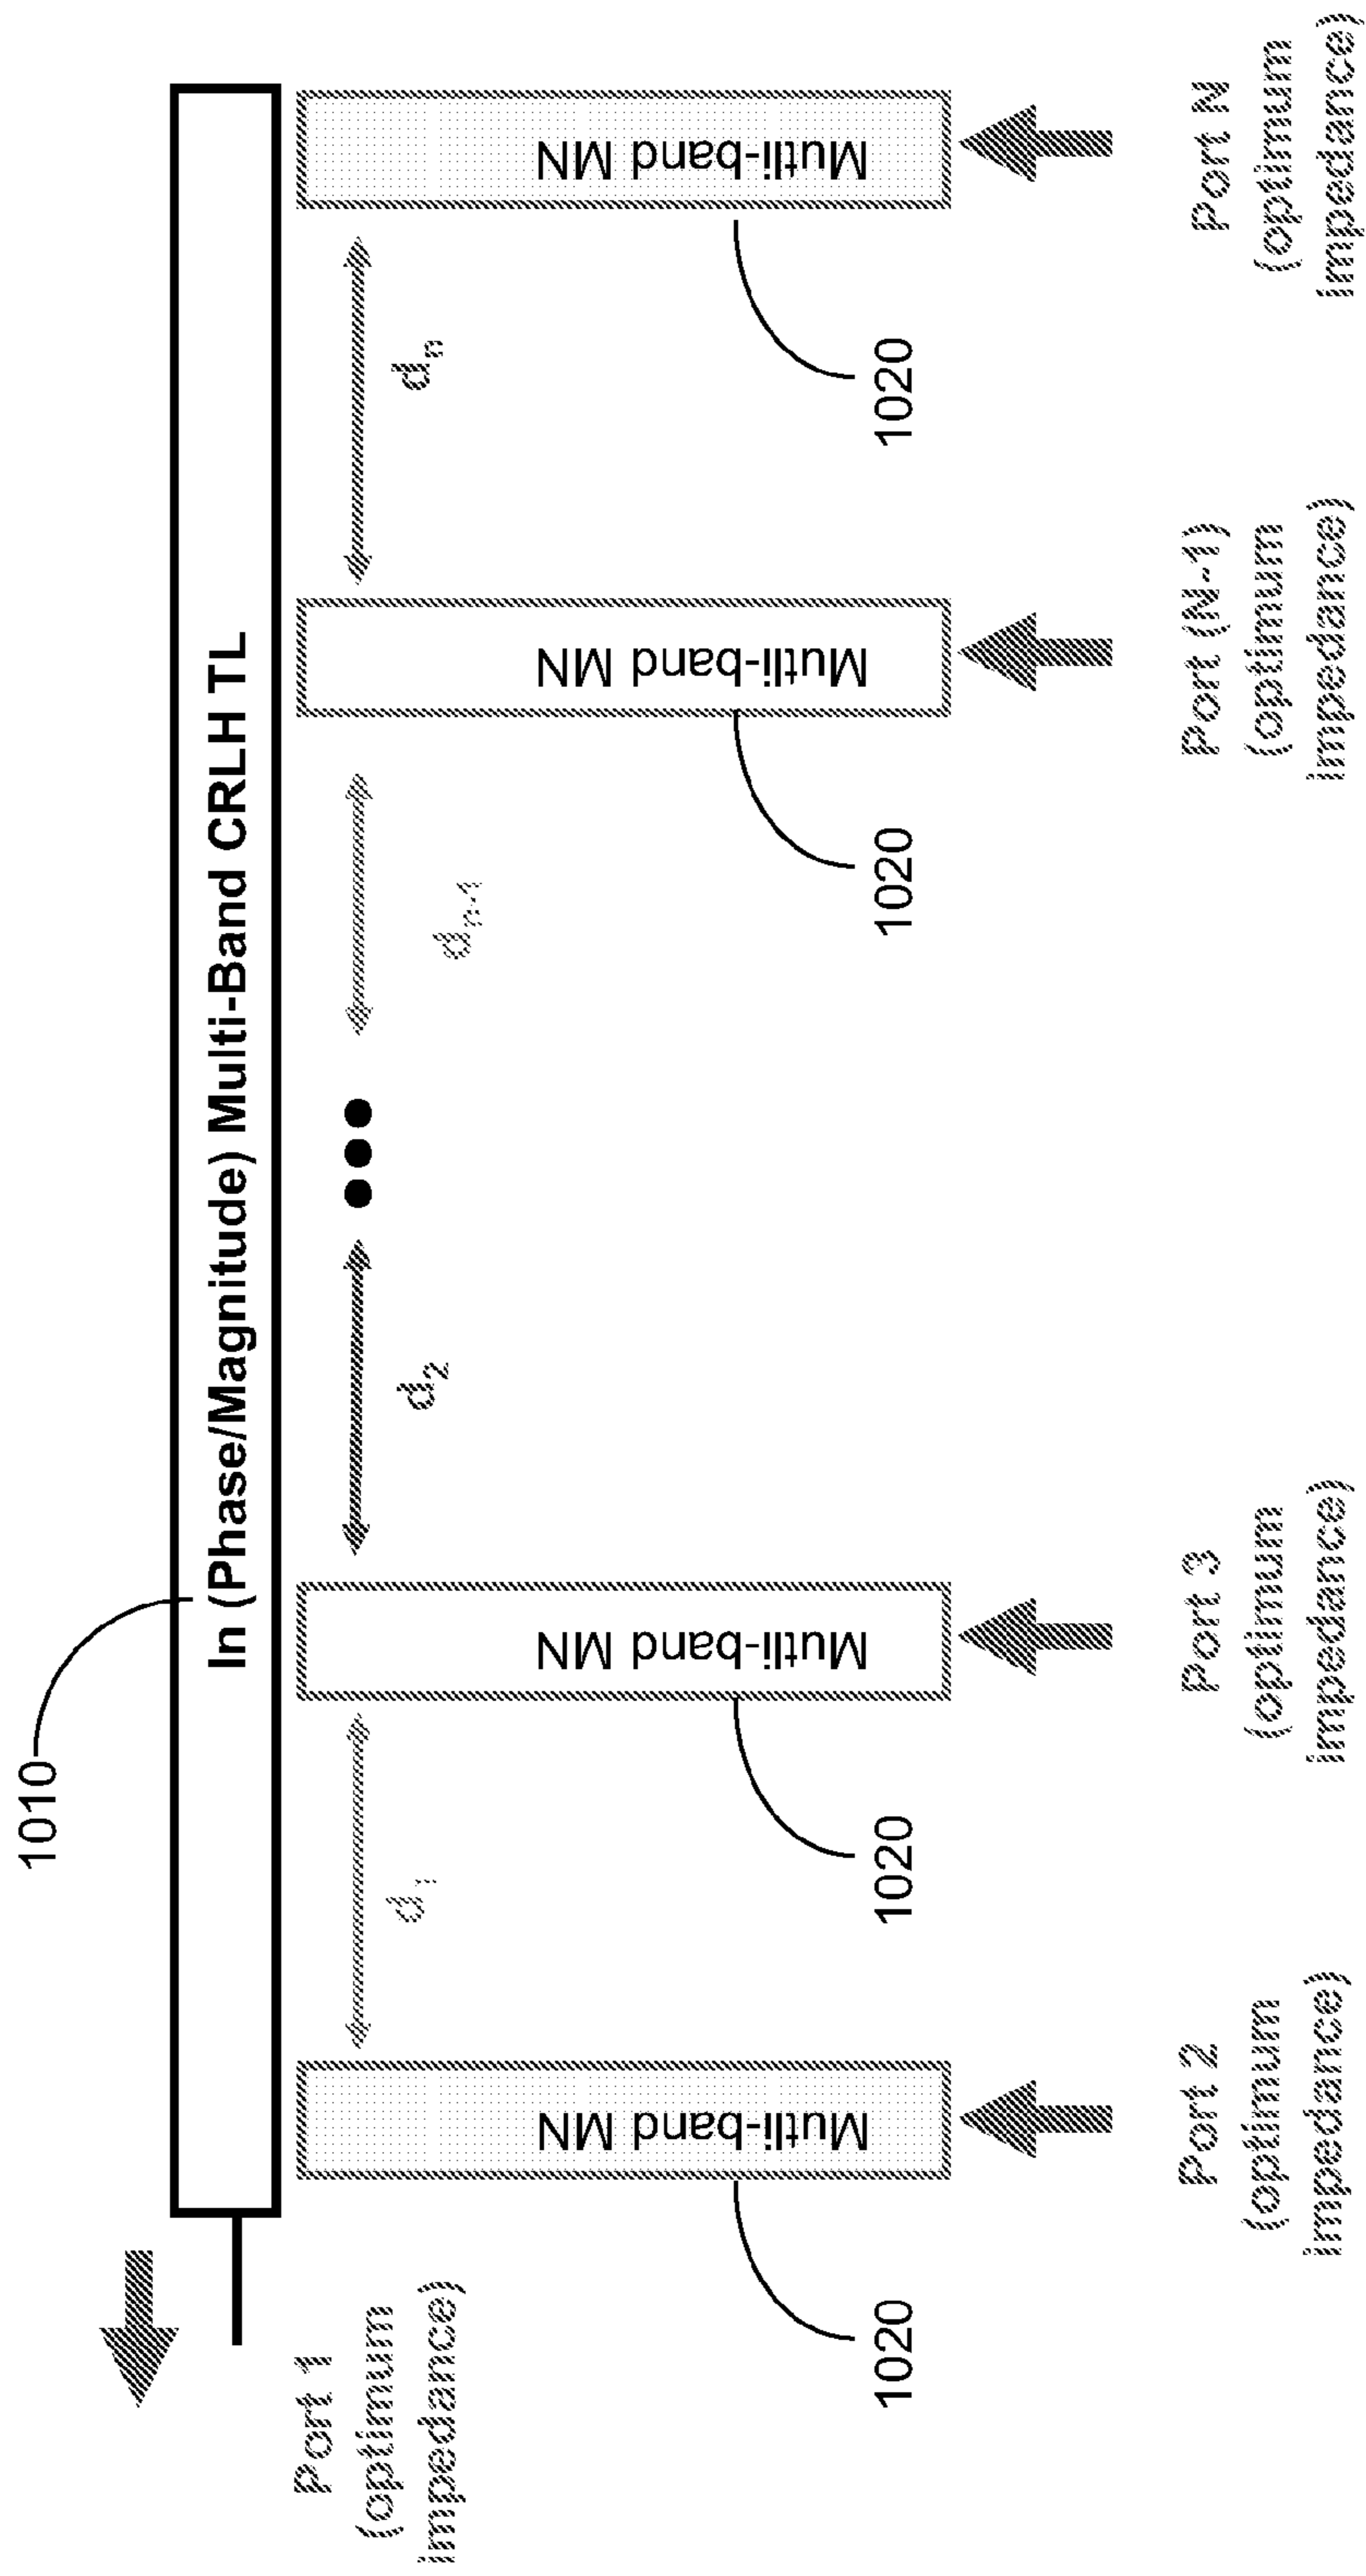 1010
In (Phase/Magnitude) Multi-Band CRLH TL
Port 1
(optimum
impedance)
d1
d2
dn-1
dn
Mutli-band MN
Mutli-band MN
Mutli-band MN
Mutli-band MN
1020
1020
1020
1020
Port 2
(optimum
impedance)
Port 3
(optimum
impedance)
Port (N-1)
(optimum
impedance)
Port N
(optimum
impedance)